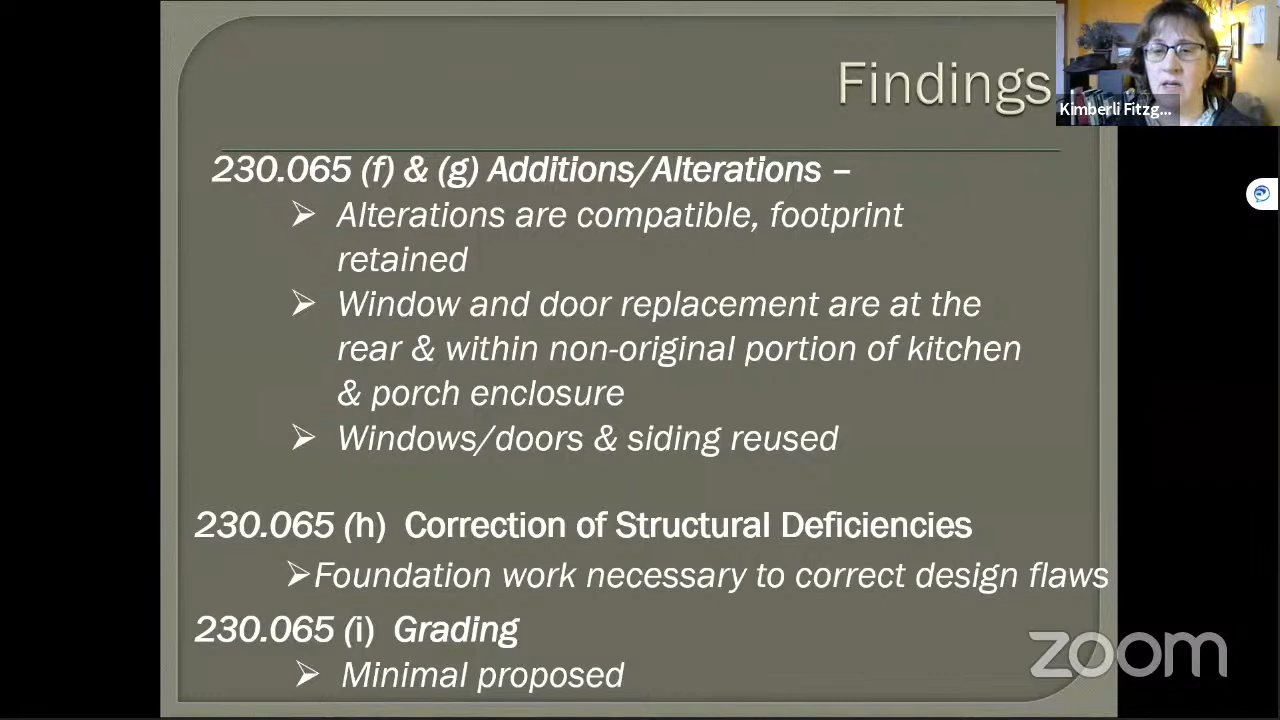 Findings
Kimberli Fitzg...
230.065 (f) & (g) Additions/Alterations –
➢ Alterations are compatible, footprint
retained
➢ Window and door replacement are at the
rear & within non-original portion of kitchen
& porch enclosure
➢ Windows/doors & siding reused
230.065 (h) Correction of Structural Deficiencies
➢Foundation work necessary to correct design flaws
230.065 (i) Grading
➢ Minimal proposed
zoom